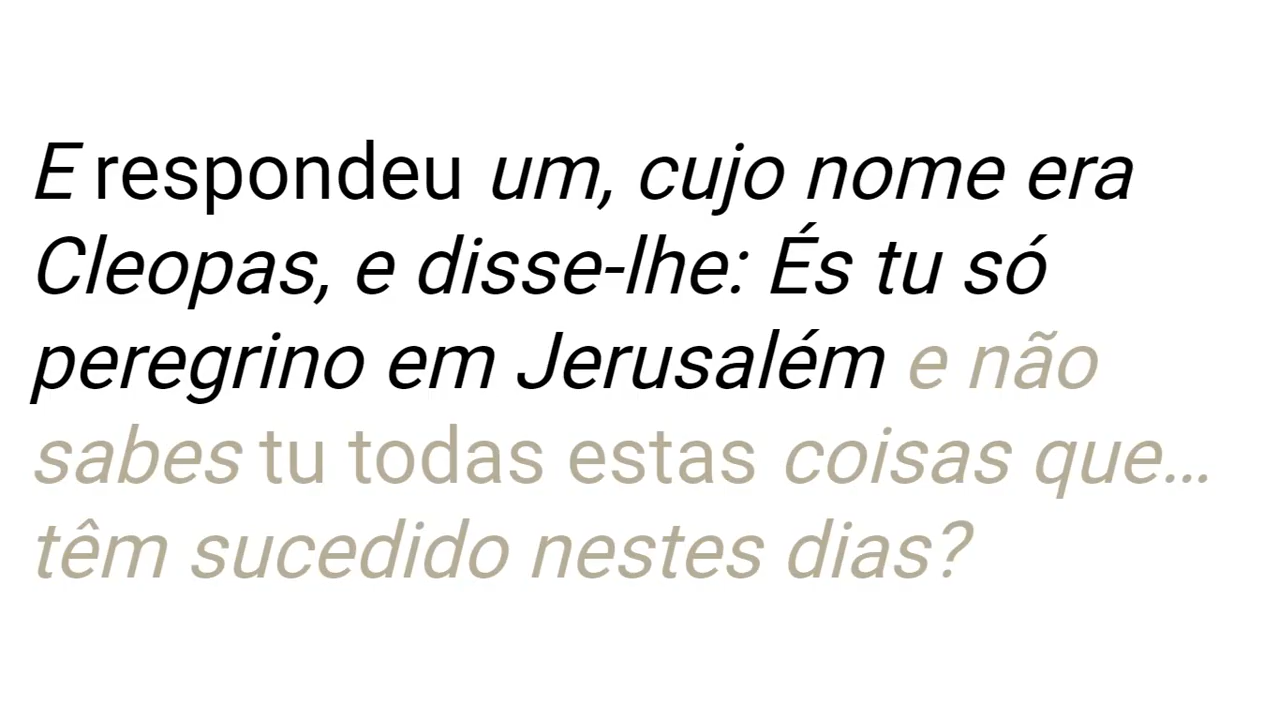 E respondeu um, cujo nome era
Cleopas, e disse-lhe: És tu só
peregrino em Jerusalém e não
sabes tu todas estas coisas que...
têm sucedido nestes dias?